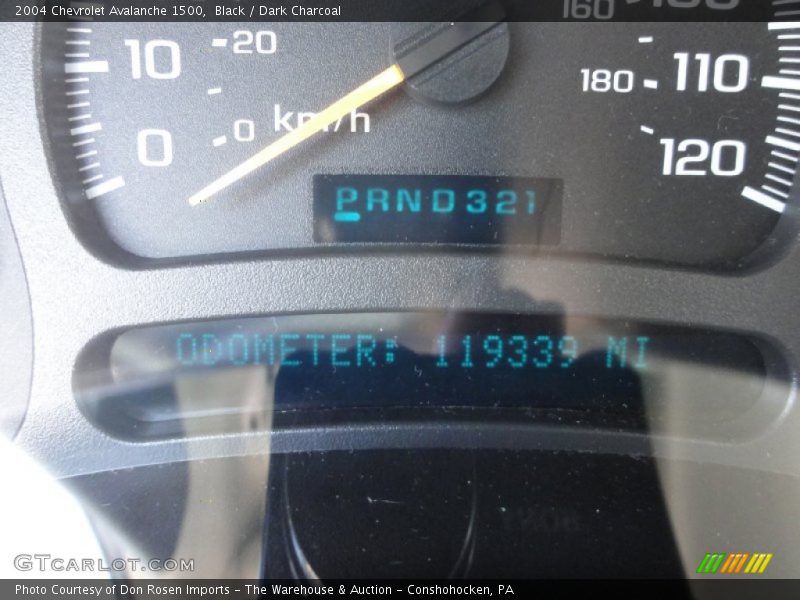 2004 Chevrolet Avalanche 1500, Black / Dark Charcoal
160
10 20 180 110
0 0 km/h 120
PRND321
ODOMETER: 119339 MI
GTCARLOT.COM
Photo Courtesy of Don Rosen Imports - The Warehouse & Auction - Conshohocken, PA